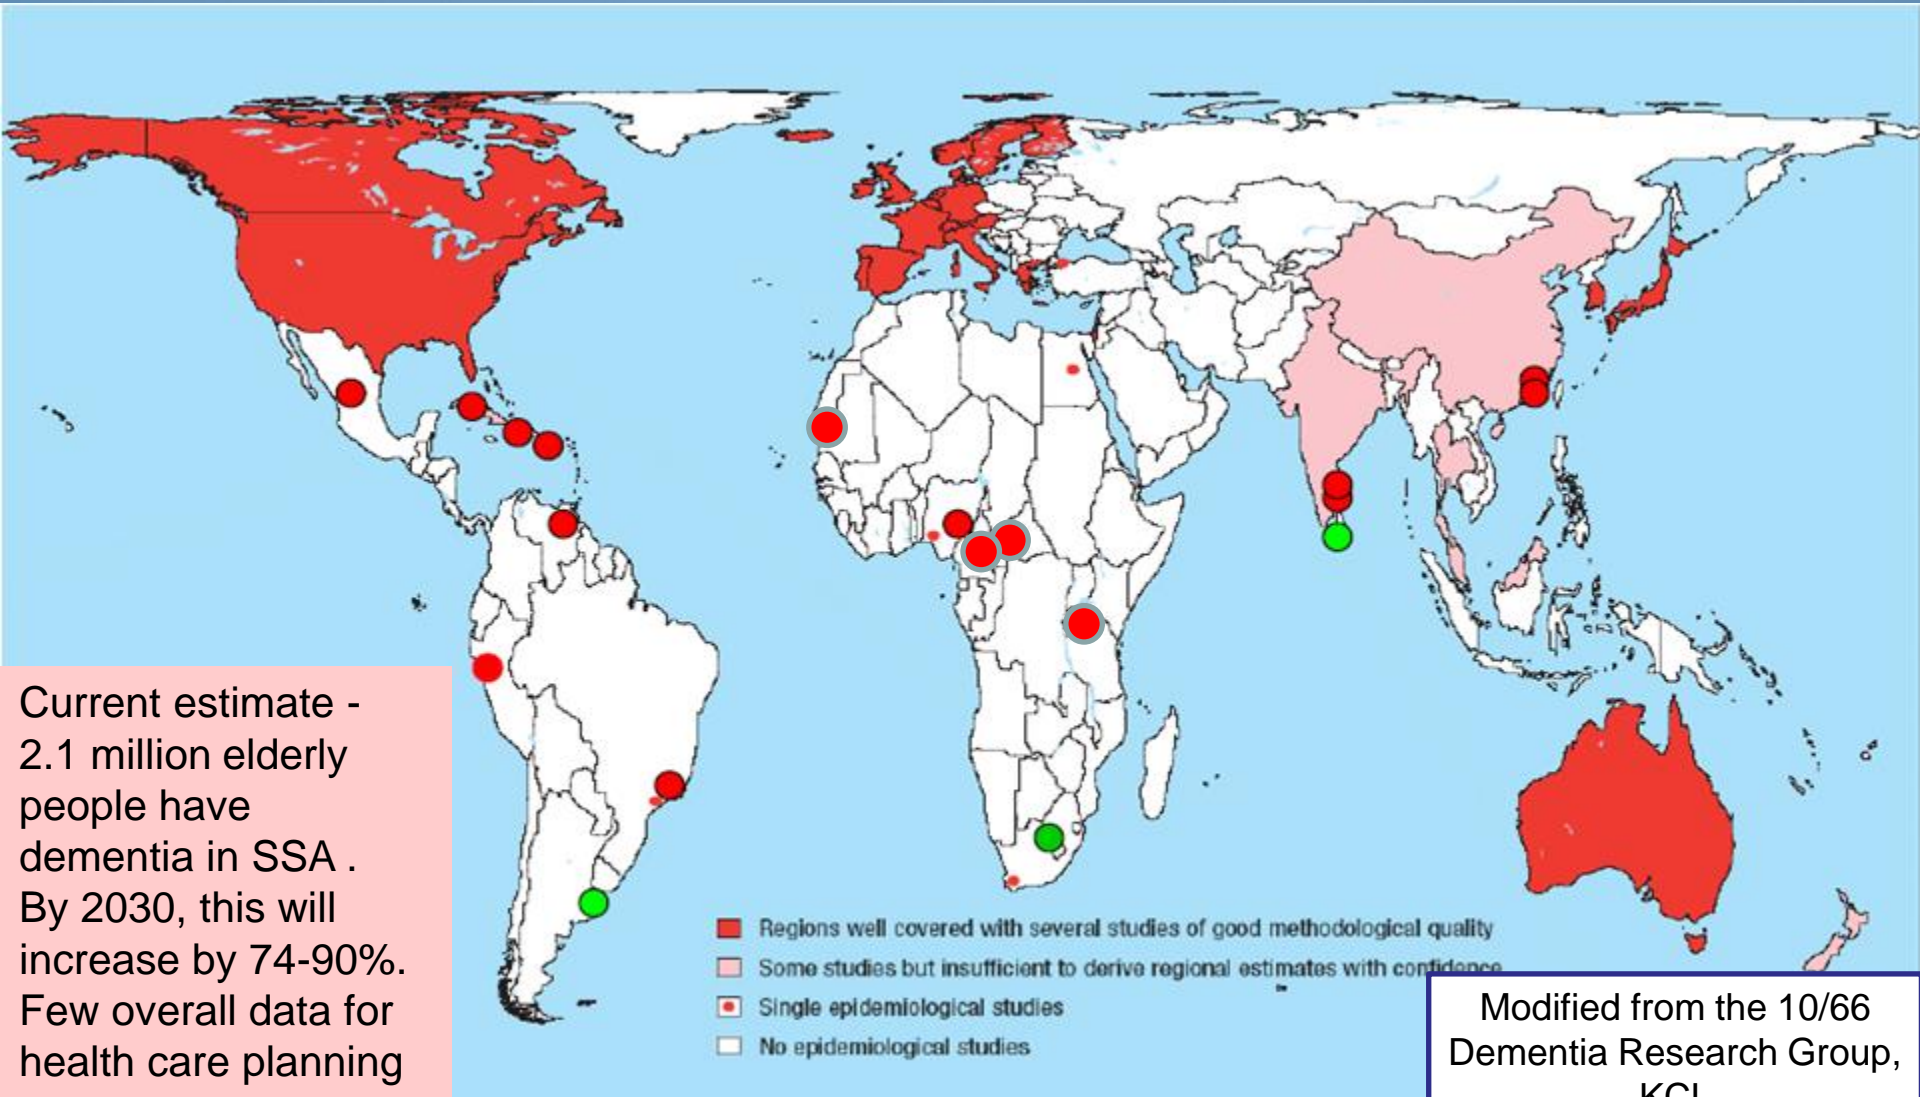 Current estimate -
2.1 million elderly
people have
dementia in SSA .
By 2030, this will
increase by 74-90%.
Few overall data for
health care planning
Regions well covered with several studies of good methodological quality
Some studies but insufficient to derive regional estimates with confidence
Single epidemiological studies
No epidemiological studies
Modified from the 10/66
Dementia Research Group,
KCL